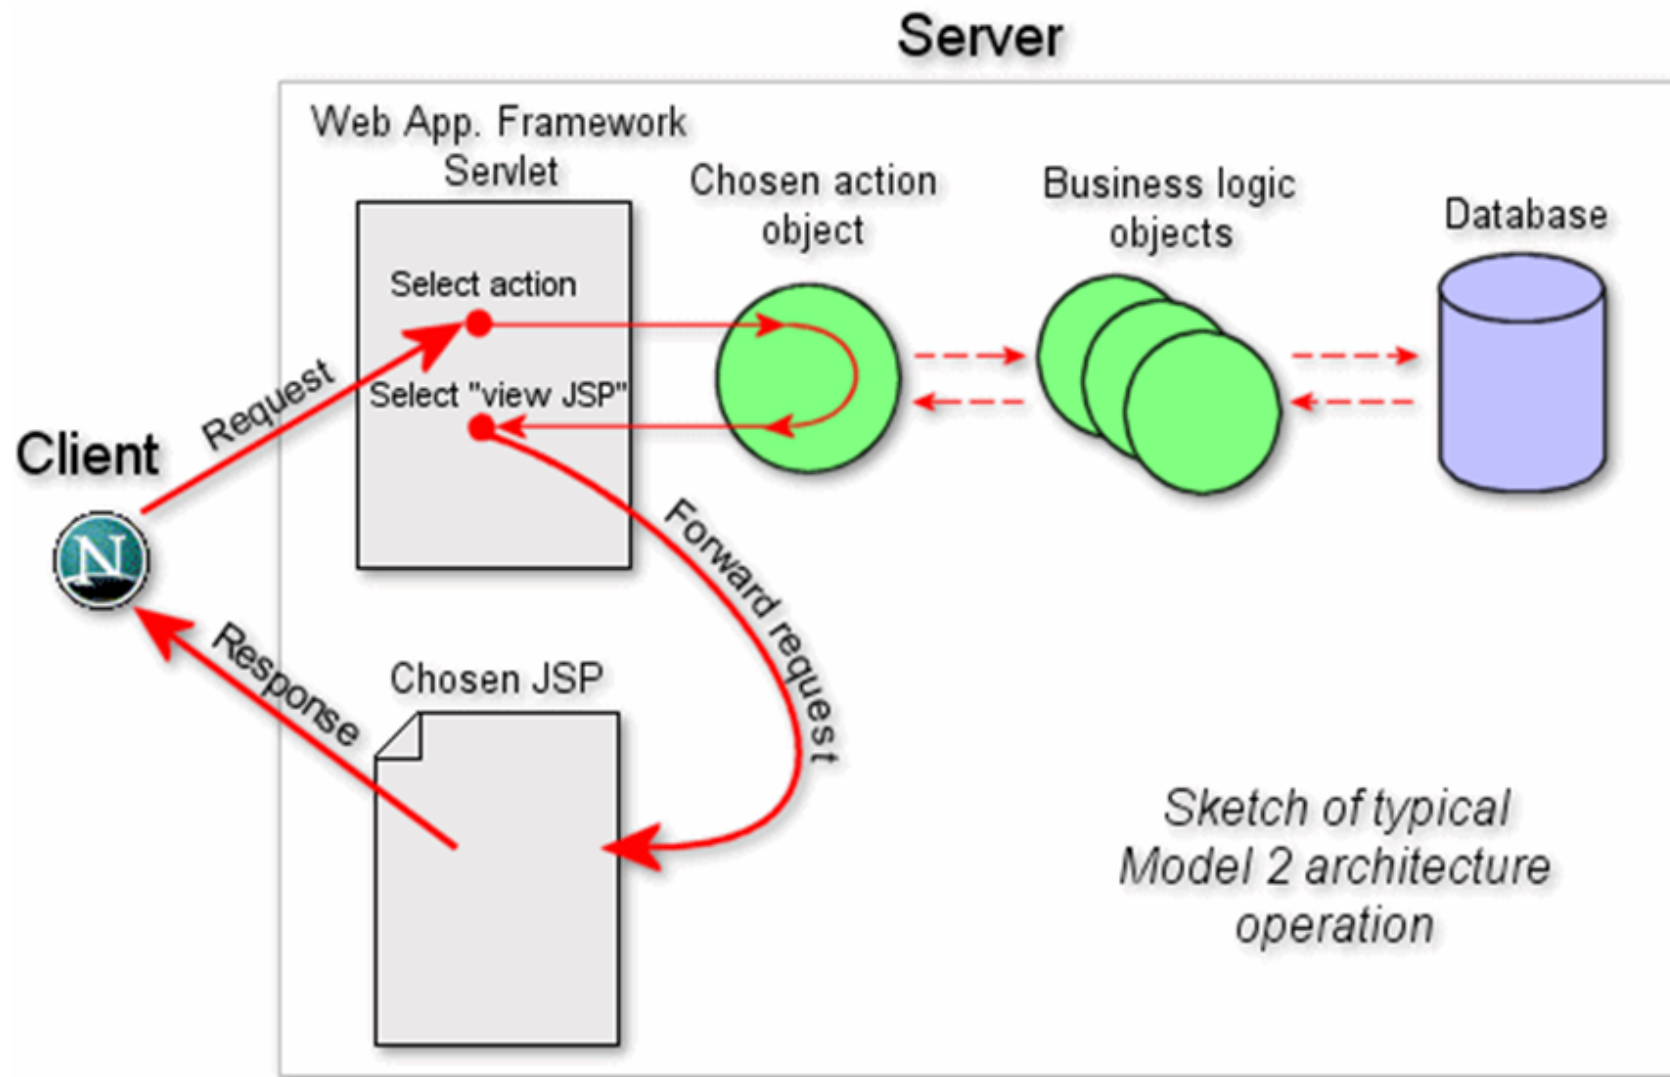 Server
Web App. Framework
Servlet
Chosen action
object
Business logic
objects
Database
Select action
Select "view JSP"
Request
Client
N
Forward request
Response
Chosen JSP
Sketch of typical
Model 2 architecture
operation